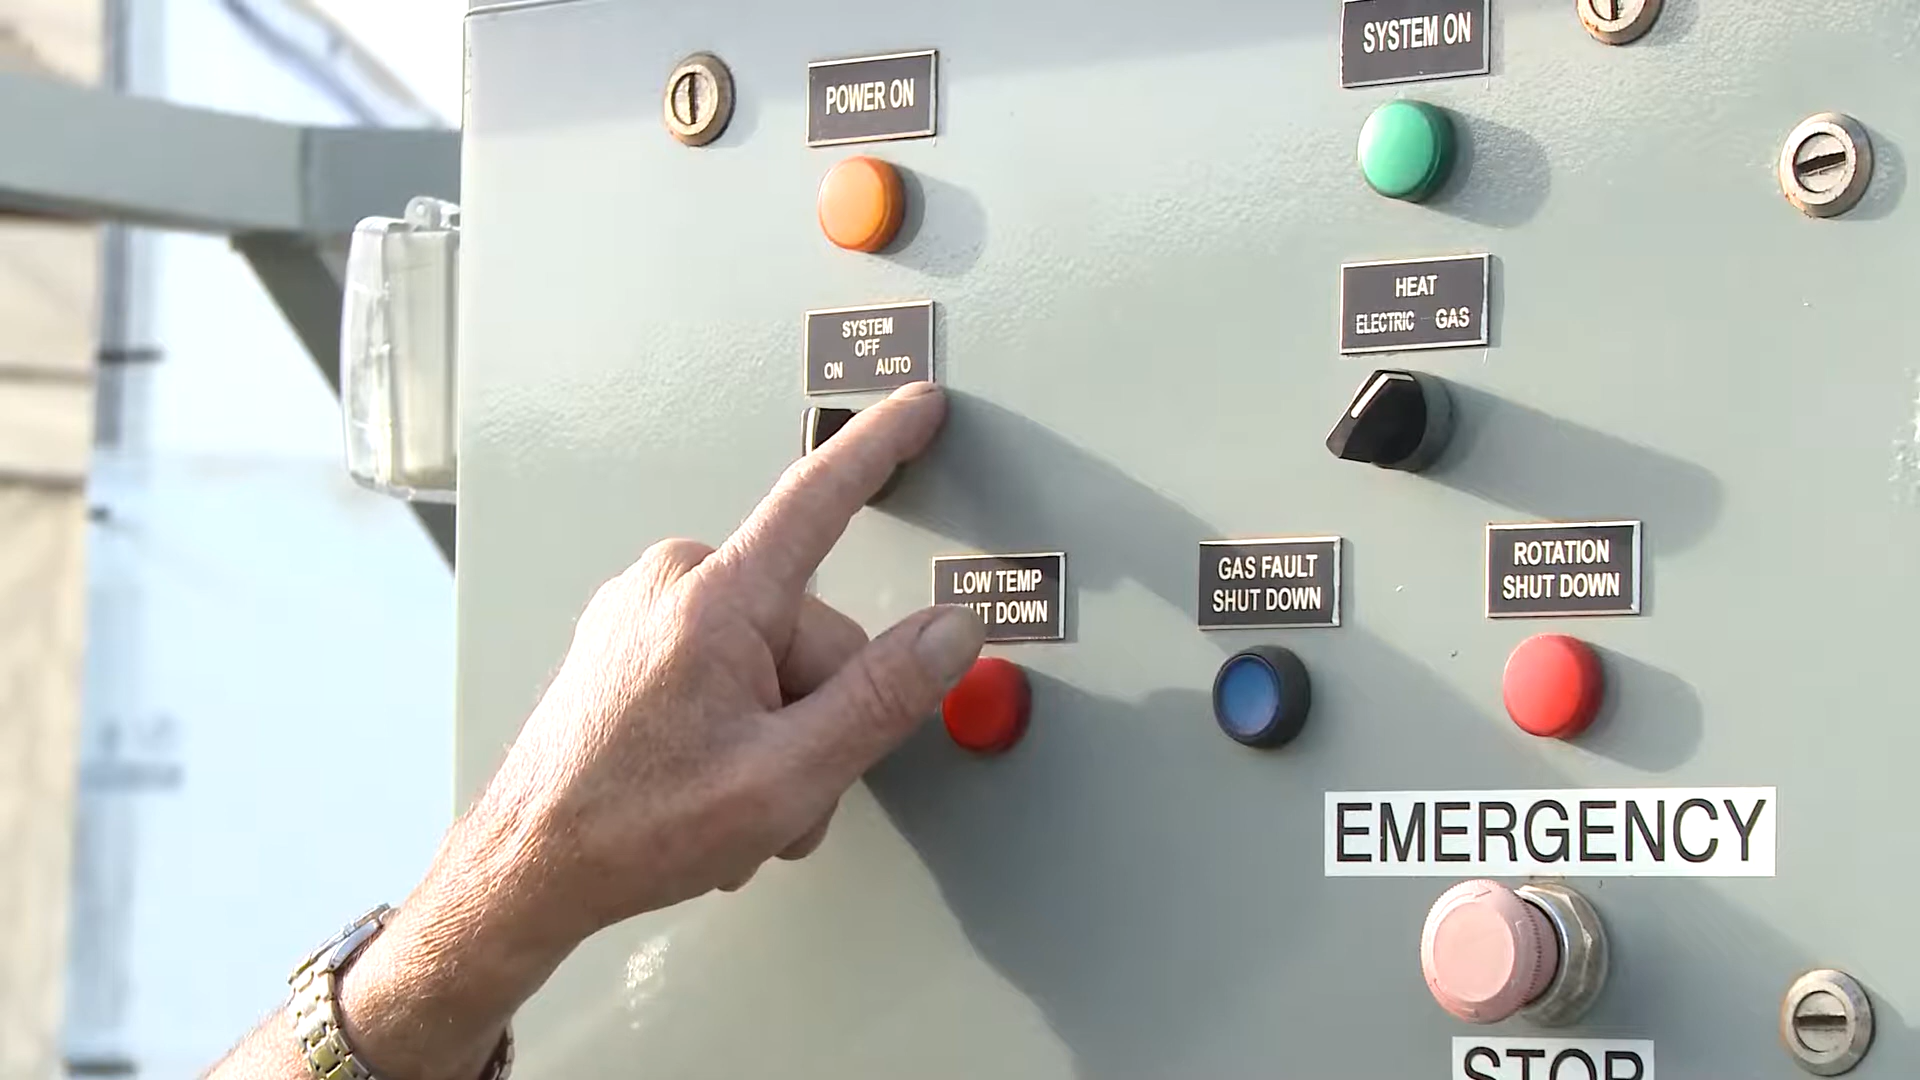 SYSTEM ON
POWER ON
HEAT
ELECTRIC GAS
SYSTEM
OFF
ON AUTO
LOW TEMP
DOWN
GAS FAULT
SHUT DOWN
ROTATION
SHUT DOWN
EMERGENCY
STOP